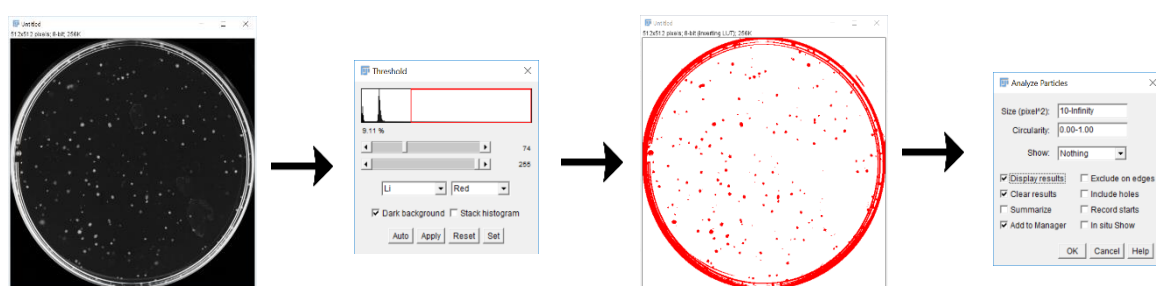 Untitled
512x512 pixels; 8-bit; 256K
Threshold
9.11 %
74
255
Li
Red
Dark background
Stack histogram
Auto
Apply
Reset
Set
Untitled
512x512 pixels; 8-bit (inverting LUT); 256K
Analyze Particles
Size (pixel^2): 10-Infinity
Circularity: 0.00-1.00
Show: Nothing
Display results
Exclude on edges
Clear results
Include holes
Summarize
Record starts
Add to Manager
In situ Show
OK
Cancel
Help